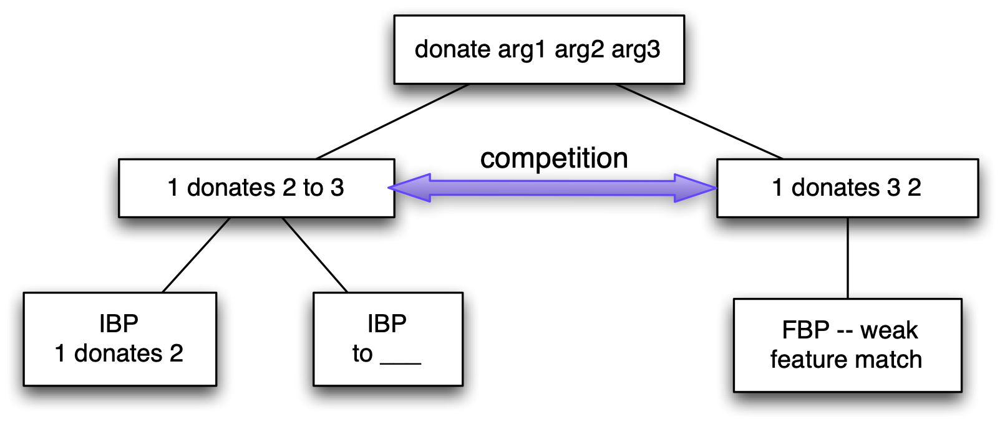 donate arg1 arg2 arg3
competition
1 donates 2 to 3
1 donates 3 2
IBP
1 donates 2
IBP
to ___
FBP -- weak
feature match